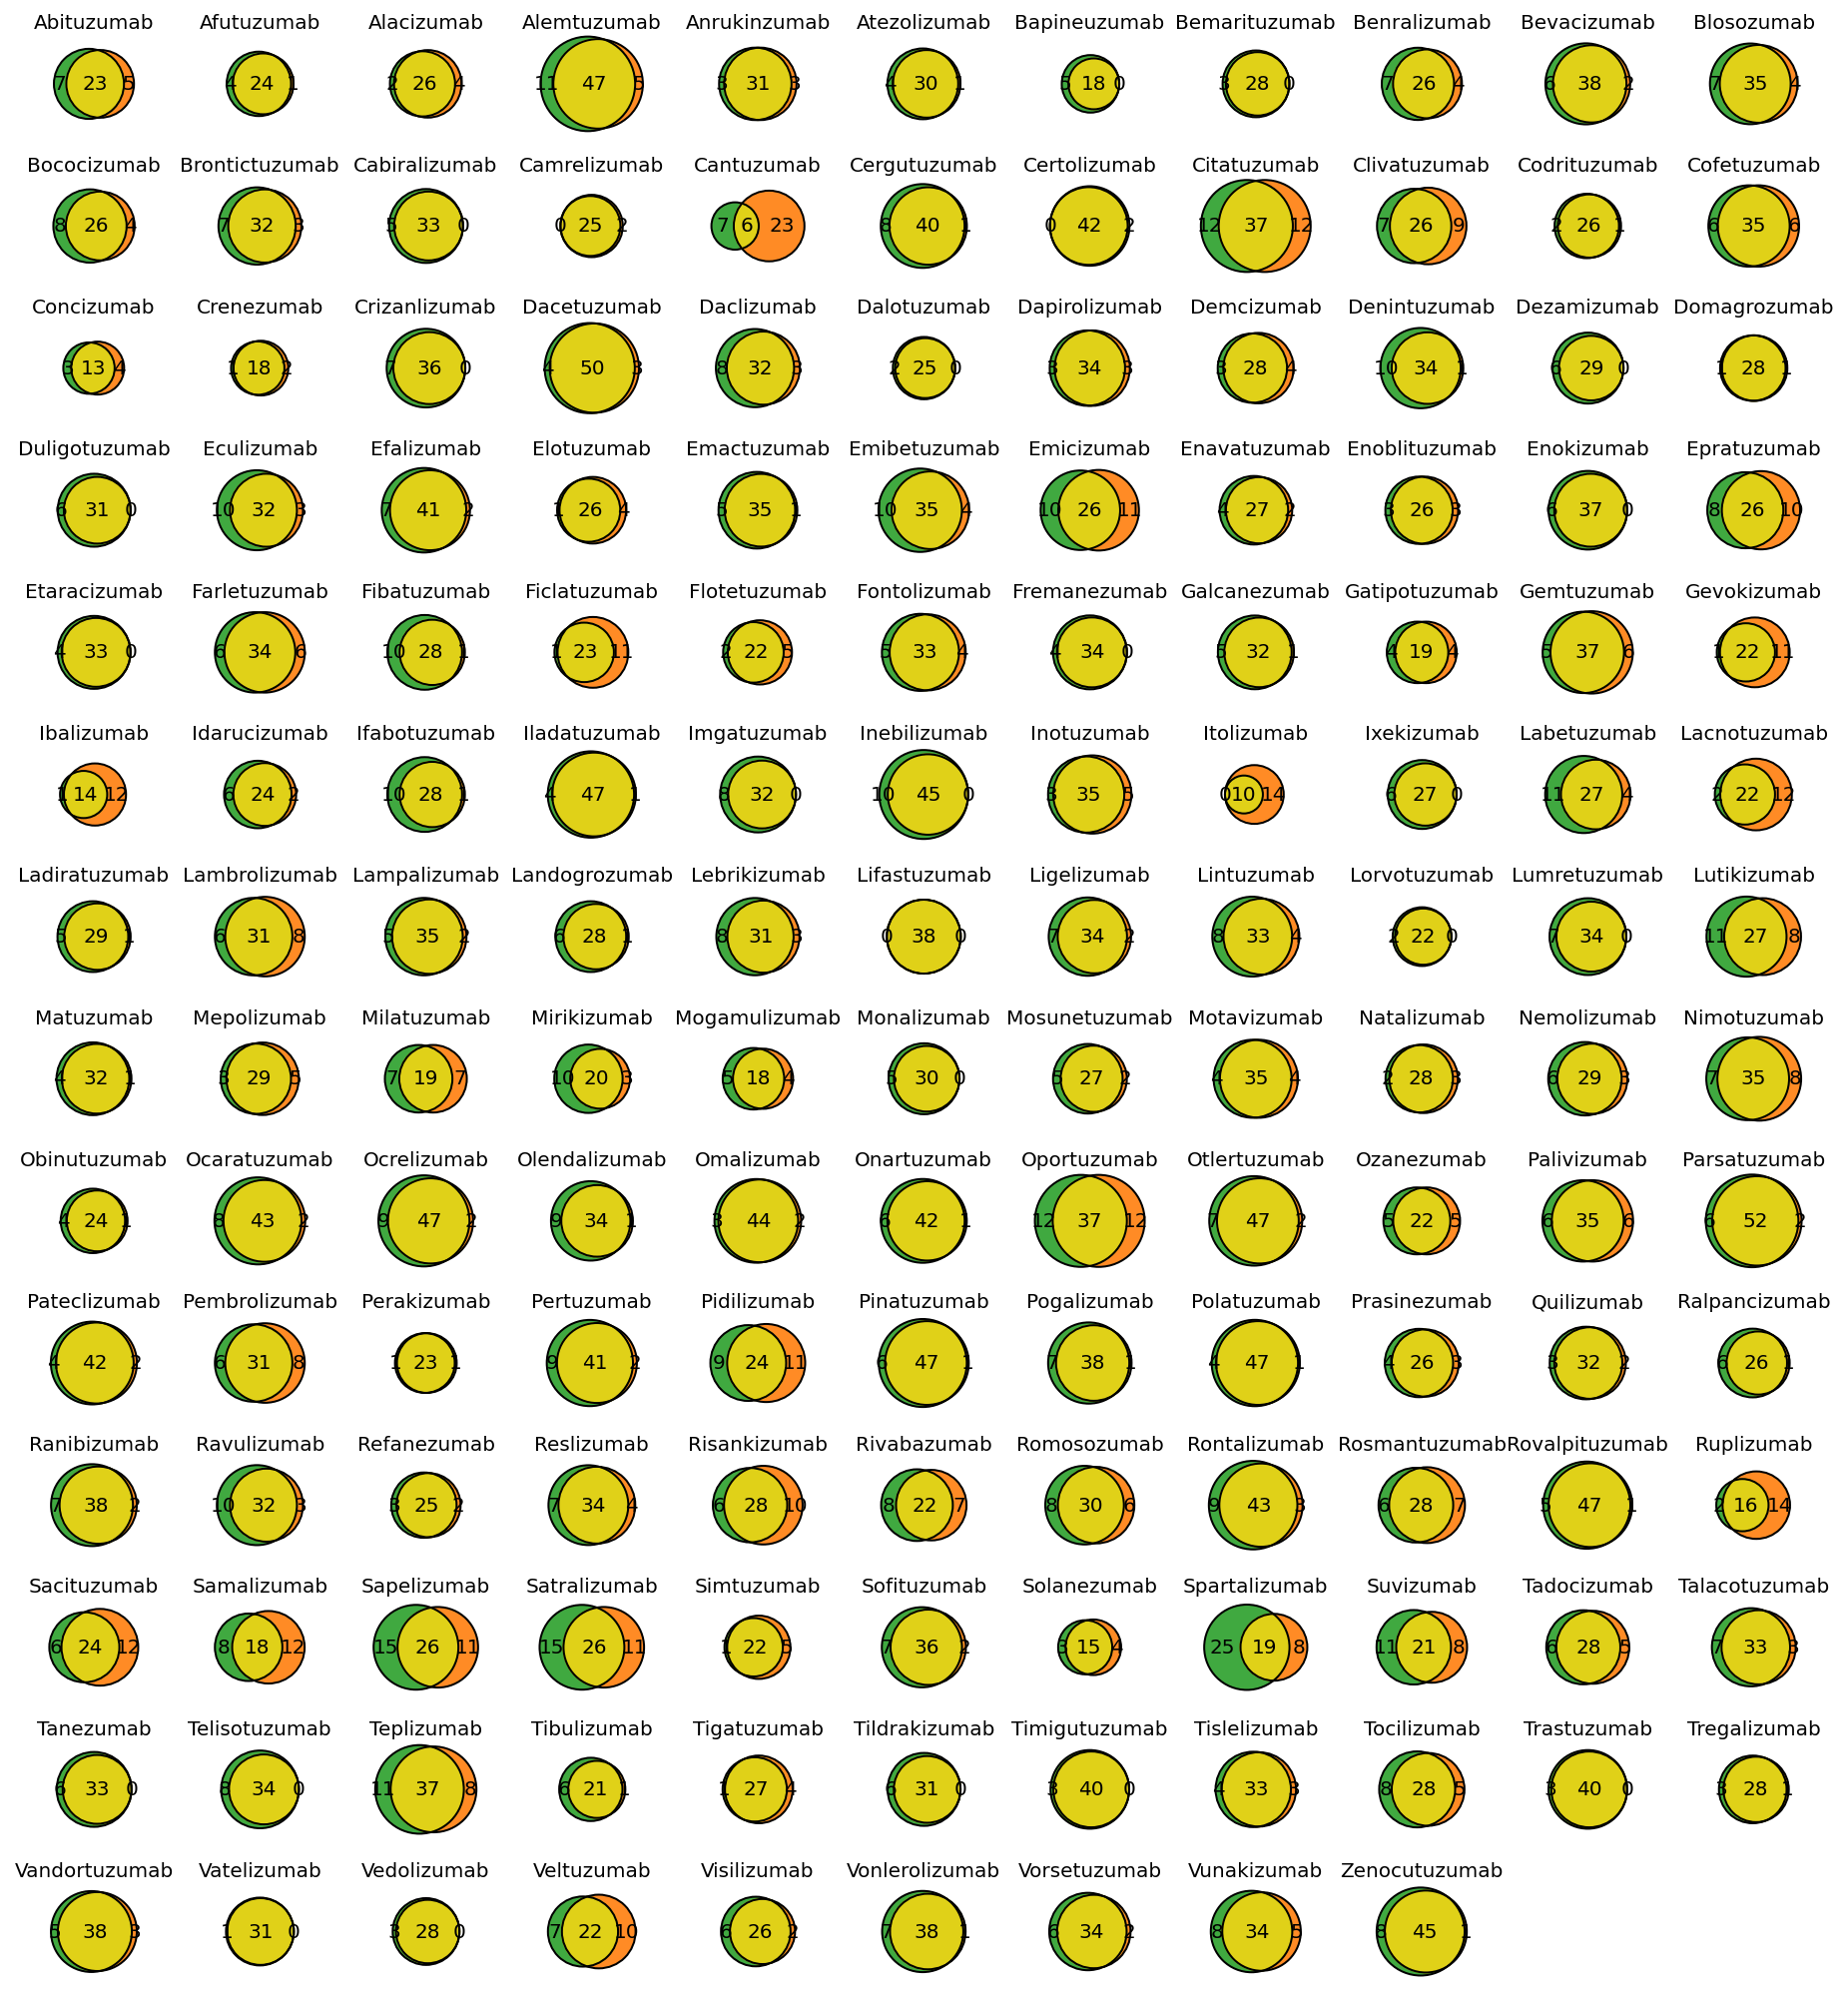 Abituzumab Afutuzumab Alacizumab Alemtuzumab Anrukinzumab Atezolizumab Bapineuzumab Bemarituzumab Benralizumab Bevacizumab Blosozumab
7 23 5 4 24 1 2 26 4 11 47 5 3 31 3 4 30 1 5 18 0 3 28 0 7 26 4 6 38 2 7 35 4
Bococizumab Brontictuzumab Cabiralizumab Camrelizumab Cantuzumab Cergutuzumab Certolizumab Citatuzumab Clivatuzumab Codrituzumab Cofetuzumab
8 26 4 7 32 3 5 33 0 0 25 2 7 6 23 8 40 1 0 42 2 12 37 12 7 26 9 2 26 1 6 35 6
Concizumab Crenezumab Crizanlizumab Dacetuzumab Daclizumab Dalotuzumab Dapirolizumab Demcizumab Denintuzumab Dezamizumab Domagrozumab
3 13 4 1 18 2 7 36 0 4 50 3 8 32 3 2 25 0 3 34 3 3 28 4 10 34 1 6 29 0 1 28 1
Duligotuzumab Eculizumab Efalizumab Elotuzumab Emactuzumab Emibetuzumab Emicizumab Enavatuzumab Enoblituzumab Enokizumab Epratuzumab
6 31 0 10 32 3 7 41 2 1 26 4 5 35 1 10 35 4 10 26 11 4 27 2 3 26 3 6 37 0 8 26 10
Etaracizumab Farletuzumab Fibatuzumab Ficlatuzumab Flotetuzumab Fontolizumab Fremanezumab Galcanezumab Gatipotuzumab Gemtuzumab Gevokizumab
4 33 0 6 34 6 10 28 1 1 23 11 2 22 5 5 33 4 4 34 0 5 32 1 4 19 4 5 37 6 1 22 11
Ibalizumab Idarucizumab Ifabotuzumab Iladatuzumab Imgatuzumab Inebilizumab Inotuzumab Itolizumab Ixekizumab Labetuzumab Lacnotuzumab
1 14 12 6 24 2 10 28 1 4 47 1 8 32 0 10 45 0 3 35 5 0 10 14 6 27 0 11 27 4 2 22 12
Ladiratuzumab Lambrolizumab Lampalizumab Landogrozumab Lebrikizumab Lifastuzumab Ligelizumab Lintuzumab Lorvotuzumab Lumretuzumab Lutikizumab
5 29 1 6 31 8 5 35 2 6 28 1 8 31 3 0 38 0 7 34 2 8 33 4 2 22 0 7 34 0 11 27 8
Matuzumab Mepolizumab Milatuzumab Mirikizumab Mogamulizumab Monalizumab Mosunetuzumab Motavizumab Natalizumab Nemolizumab Nimotuzumab
4 32 1 3 29 5 7 19 7 10 20 3 5 18 4 5 30 0 5 27 2 4 35 4 2 28 3 6 29 3 7 35 8
Obinutuzumab Ocaratuzumab Ocrelizumab Olendalizumab Omalizumab Onartuzumab Oportuzumab Otlertuzumab Ozanezumab Palivizumab Parsatuzumab
4 24 1 8 43 2 9 47 2 9 34 1 3 44 2 6 42 1 12 37 12 7 47 2 5 22 5 6 35 6 6 52 2
Pateclizumab Pembrolizumab Perakizumab Pertuzumab Pidilizumab Pinatuzumab Pogalizumab Polatuzumab Prasinezumab Quilizumab Ralpancizumab
4 42 2 6 31 8 1 23 1 9 41 2 9 24 11 6 47 1 7 38 1 4 47 1 4 26 3 3 32 2 6 26 1
Ranibizumab Ravulizumab Refanezumab Reslizumab Risankizumab Rivabazumab Romosozumab Rontalizumab Rosmantuzumab Rovalpituzumab Ruplizumab
7 38 2 10 32 3 3 25 2 7 34 4 6 28 10 8 22 7 8 30 6 9 43 3 6 28 7 5 47 1 2 16 14
Sacituzumab Samalizumab Sapelizumab Satralizumab Simtuzumab Sofituzumab Solanezumab Spartalizumab Suvizumab Tadocizumab Talacotuzumab
6 24 12 8 18 12 15 26 11 15 26 11 1 22 5 7 36 2 3 15 4 25 19 8 11 21 8 6 28 5 7 33 3
Tanezumab Telisotuzumab Teplizumab Tibulizumab Tigatuzumab Tildrakizumab Timigutuzumab Tislelizumab Tocilizumab Trastuzumab Tregalizumab
6 33 0 8 34 0 11 37 8 6 21 1 1 27 4 6 31 0 3 40 0 4 33 3 8 28 5 3 40 0 3 28 1
Vandortuzumab Vatelizumab Vedolizumab Veltuzumab Visilizumab Vonlerolizumab Vorsetuzumab Vunakizumab Zenocutuzumab
5 38 3 1 31 0 3 28 0 7 22 10 6 26 2 7 38 1 6 34 2 8 34 5 8 45 1